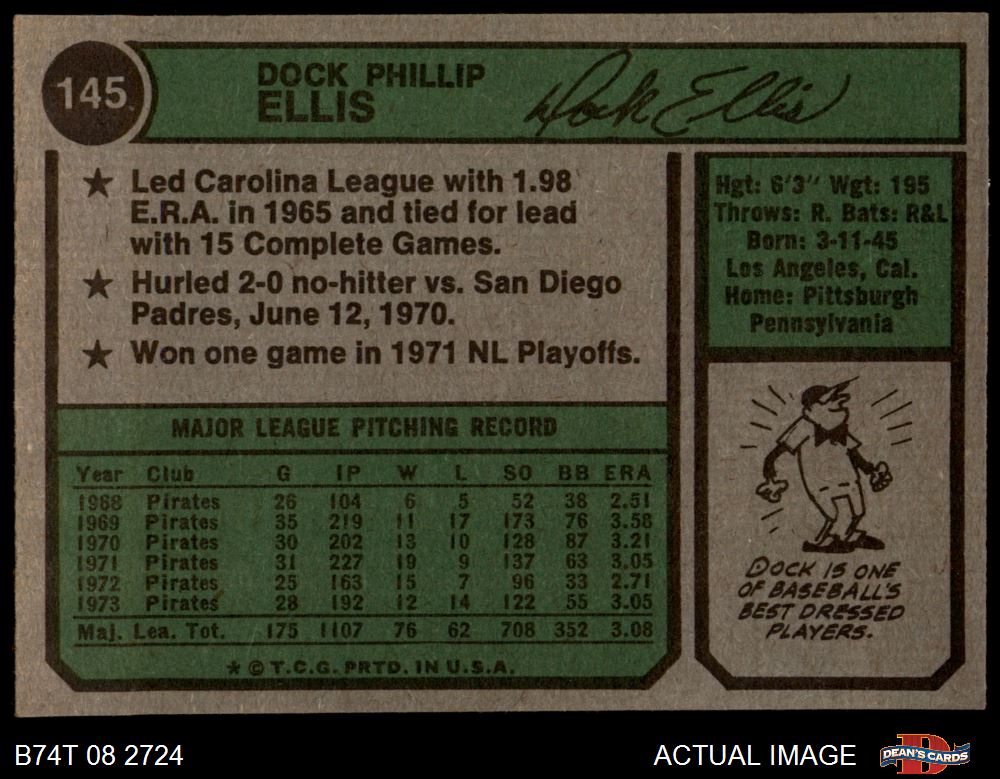 145
DOCK PHILLIP
ELLIS
Dock Ellis
★ Led Carolina League with 1.98
E.R.A. in 1965 and tied for lead
with 15 Complete Games.
★ Hurled 2-0 no-hitter vs. San Diego
Padres, June 12, 1970.
★ Won one game in 1971 NL Playoffs.
Hgt: 6'3" Wgt: 195
Throws: R. Bats: R&L
Born: 3-11-45
Los Angeles, Cal.
Home: Pittsburgh
Pennsylvania
MAJOR LEAGUE PITCHING RECORD
Year Club G IP W L SO BB ERA
1968 Pirates 26 104 6 5 52 38 2.51
1969 Pirates 35 219 11 17 173 76 3.58
1970 Pirates 30 202 13 10 128 87 3.21
1971 Pirates 31 227 19 9 137 63 3.05
1972 Pirates 25 163 15 7 96 33 2.71
1973 Pirates 28 192 12 14 122 55 3.05
Maj. Lea. Tot. 175 1107 76 62 708 352 3.08
★ © T.C.G. PRTD. IN U.S.A.
DOCK IS ONE
OF BASEBALL'S
BEST DRESSED
PLAYERS.
B74T 08 2724
ACTUAL IMAGE
DEAN'S CARDS